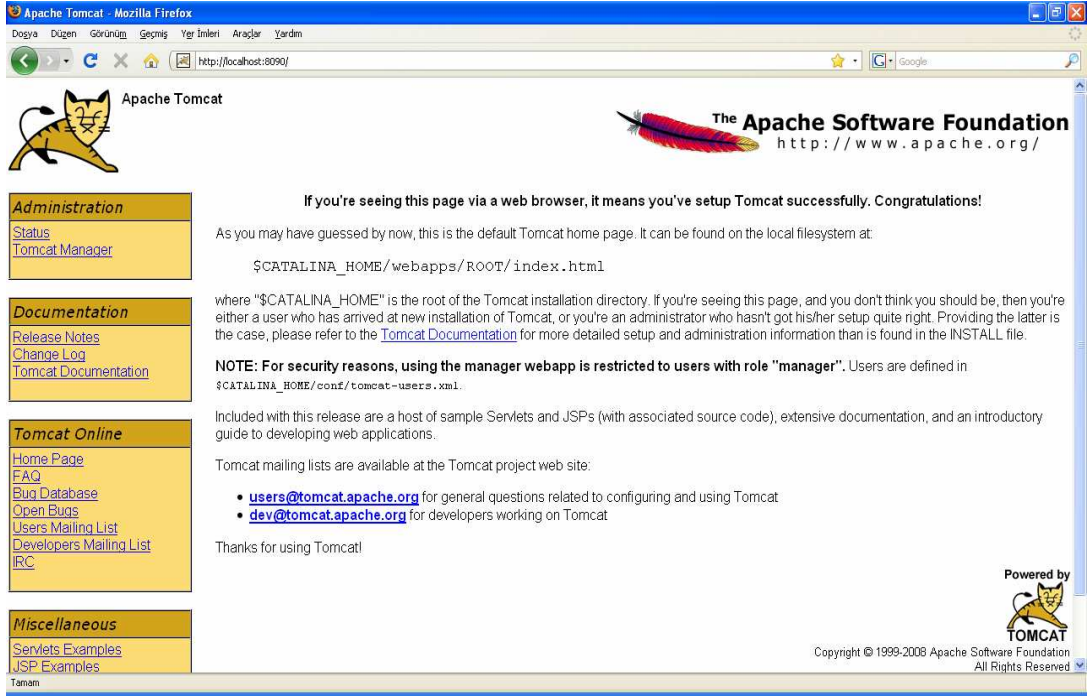 Apache Tomcat - Mozilla Firefox
Dosya Düzen Görünüm Geçmiş Yer İmleri Araçlar Yardım
http://localhost:8090/
G Google
Apache Tomcat
The Apache Software Foundation
http://www.apache.org/
Administration
Status
Tomcat Manager
Documentation
Release Notes
Change Log
Tomcat Documentation
Tomcat Online
Home Page
FAQ
Bug Database
Open Bugs
Users Mailing List
Developers Mailing List
IRC
Miscellaneous
Servlets Examples
JSP Examples
If you're seeing this page via a web browser, it means you've setup Tomcat successfully. Congratulations!
As you may have guessed by now, this is the default Tomcat home page. It can be found on the local filesystem at:
$CATALINA_HOME/webapps/ROOT/index.html
where "$CATALINA_HOME" is the root of the Tomcat installation directory. If you're seeing this page, and you don't think you should be, then you're
either a user who has arrived at new installation of Tomcat, or you're an administrator who hasn't got his/her setup quite right. Providing the latter is
the case, please refer to the Tomcat Documentation for more detailed setup and administration information than is found in the INSTALL file.
NOTE: For security reasons, using the manager webapp is restricted to users with role "manager". Users are defined in
$CATALINA_HOME/conf/tomcat-users.xml.
Included with this release are a host of sample Servlets and JSPs (with associated source code), extensive documentation, and an introductory
guide to developing web applications.
Tomcat mailing lists are available at the Tomcat project web site:
• users@tomcat.apache.org for general questions related to configuring and using Tomcat
• dev@tomcat.apache.org for developers working on Tomcat
Thanks for using Tomcat!
Powered by
TOMCAT
Copyright © 1999-2008 Apache Software Foundation
All Rights Reserved
Tamam